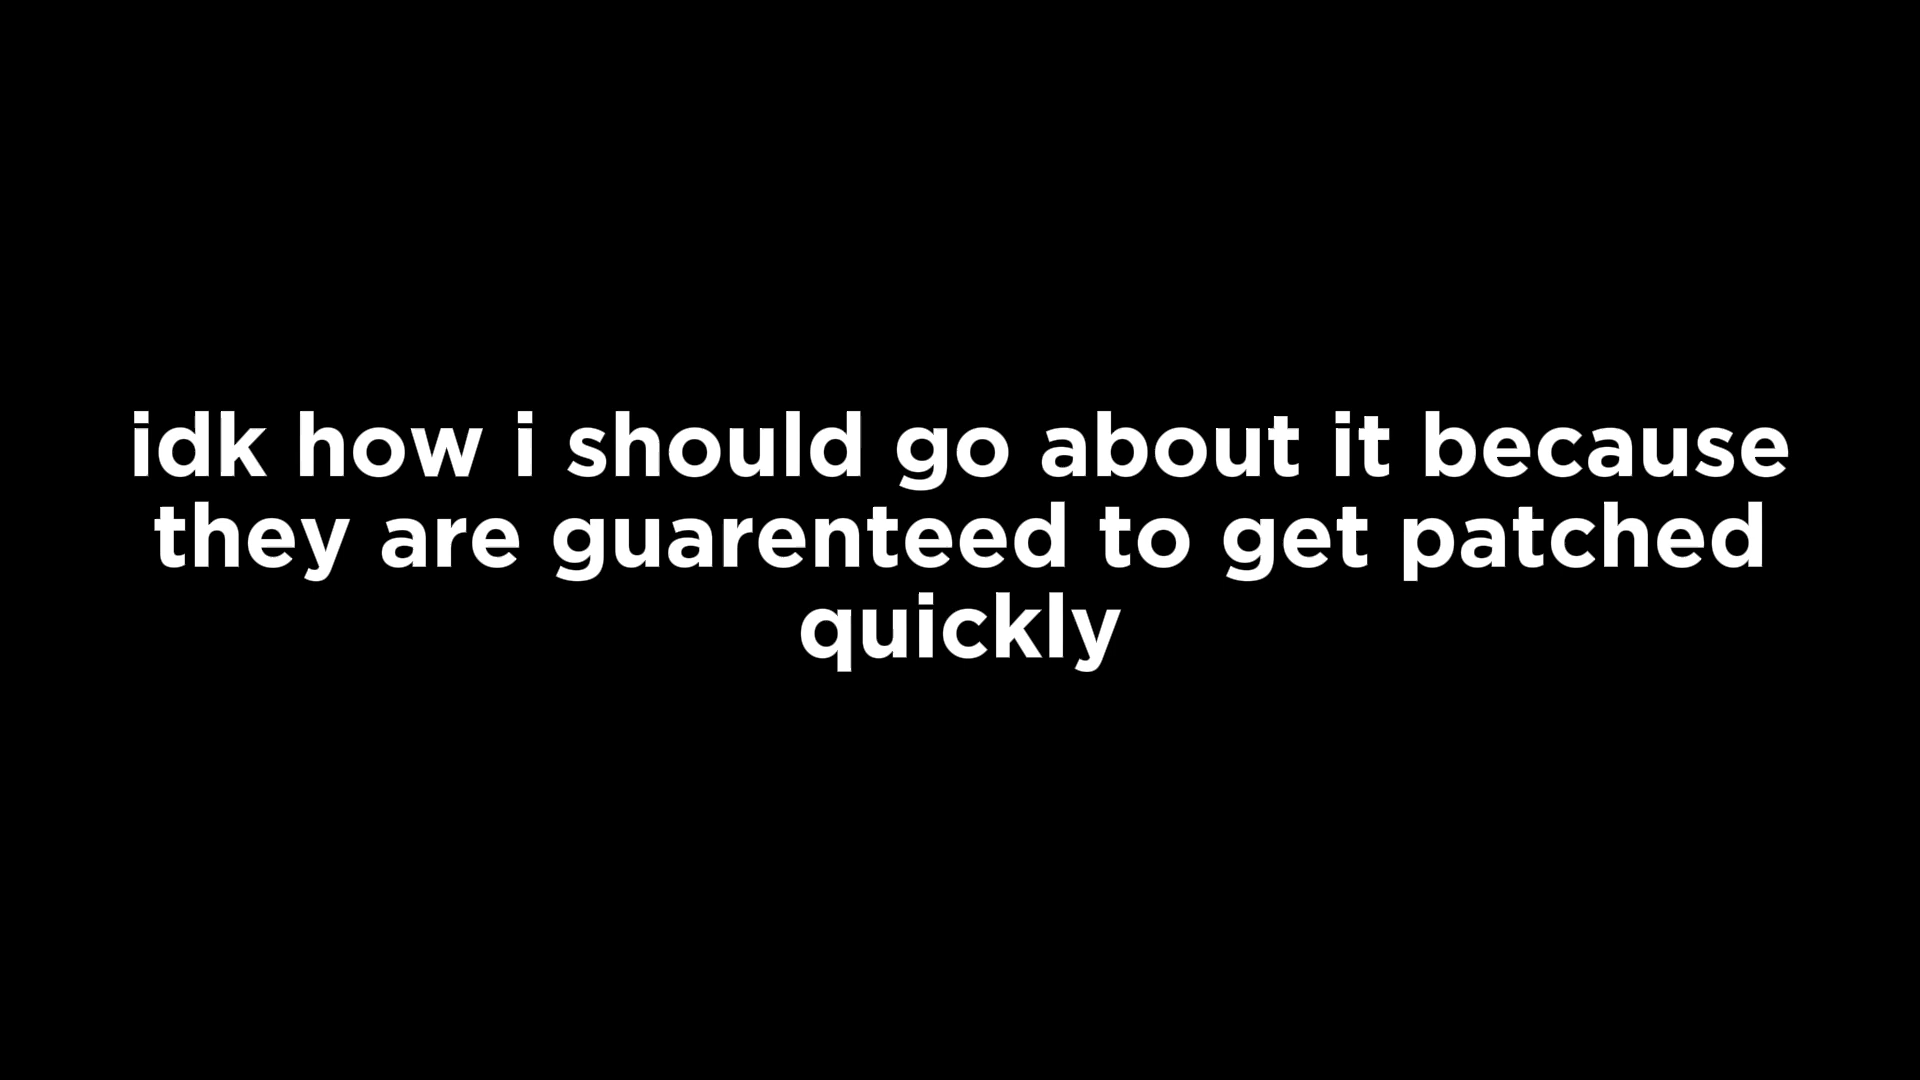 idk how i should go about it because
they are guarenteed to get patched
quickly